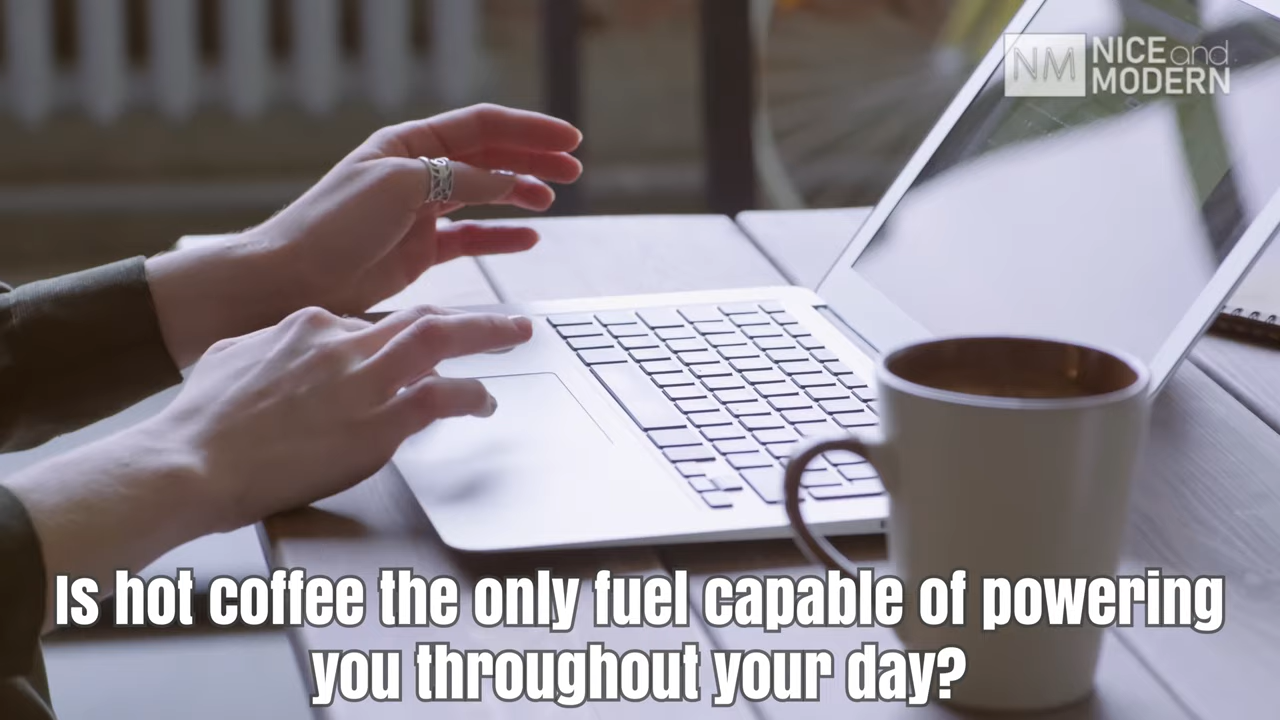 NM NICE and
MODERN
Is hot coffee the only fuel capable of powering
you throughout your day?